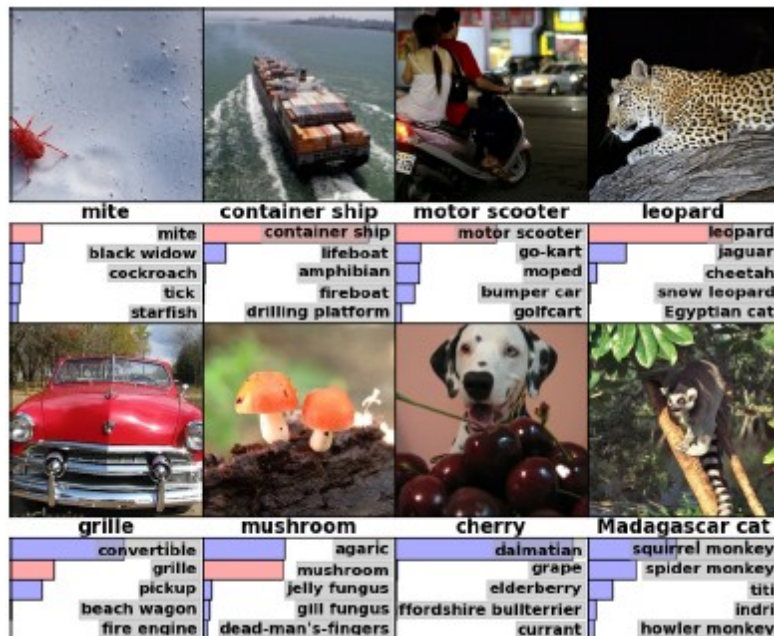 mite
container ship
motor scooter
leopard
mite
black widow
cockroach
tick
starfish
container ship
lifeboat
amphibian
fireboat
drilling platform
motor scooter
go-kart
moped
bumper car
golfcart
leopard
jaguar
cheetah
snow leopard
Egyptian cat
grille
mushroom
cherry
Madagascar cat
convertible
grille
pickup
beach wagon
fire engine
agaric
mushroom
jelly fungus
gill fungus
dead-man's-fingers
dalmatian
grape
elderberry
ffordshire bullterrier
currant
squirrel monkey
spider monkey
titi
indri
howler monkey